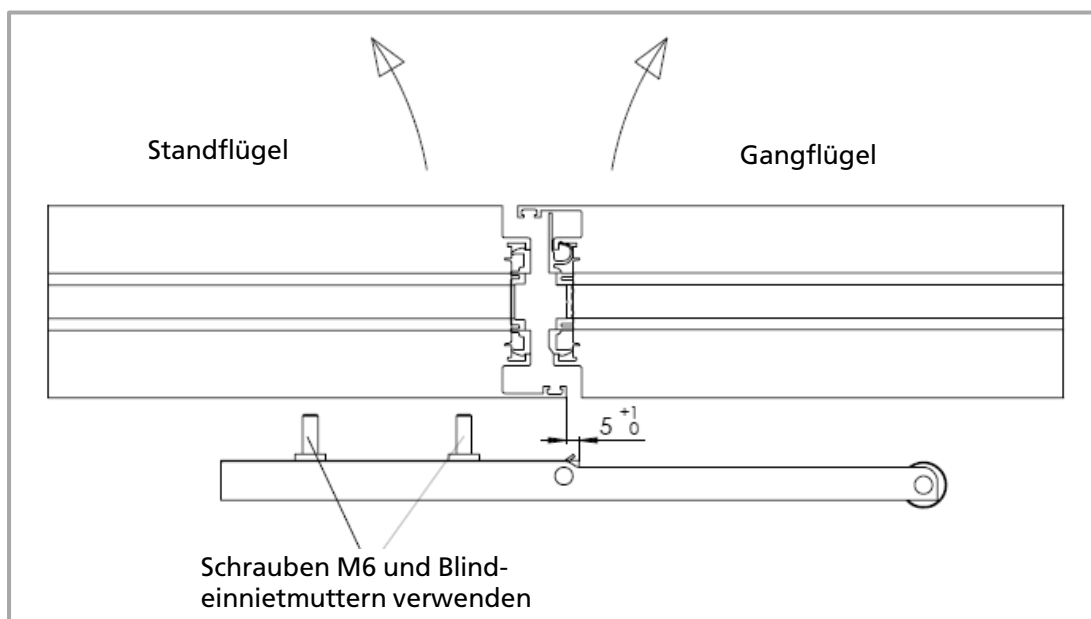 Standflügel
Gangflügel
5 +1 0
Schrauben M6 und Blind-
einnietmuttern verwenden